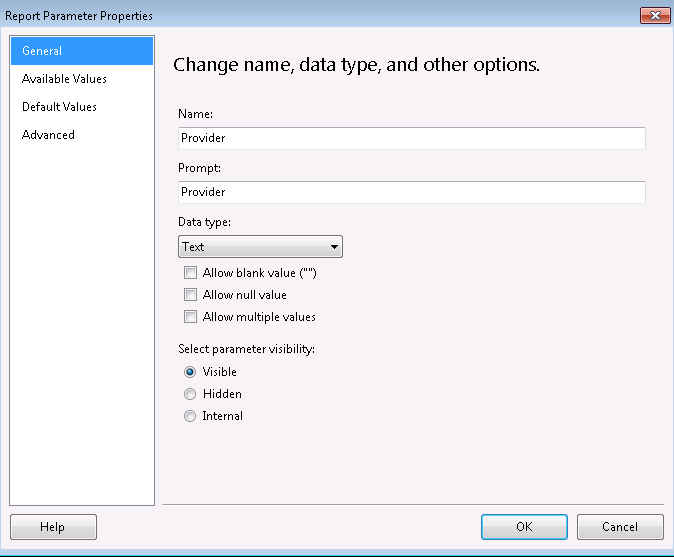 Report Parameter Properties
General
Available Values
Default Values
Advanced
Change name, data type, and other options.
Name:
Provider
Prompt:
Provider
Data type:
Text
Allow blank value ("")
Allow null value
Allow multiple values
Select parameter visibility:
Visible
Hidden
Internal
Help
OK
Cancel